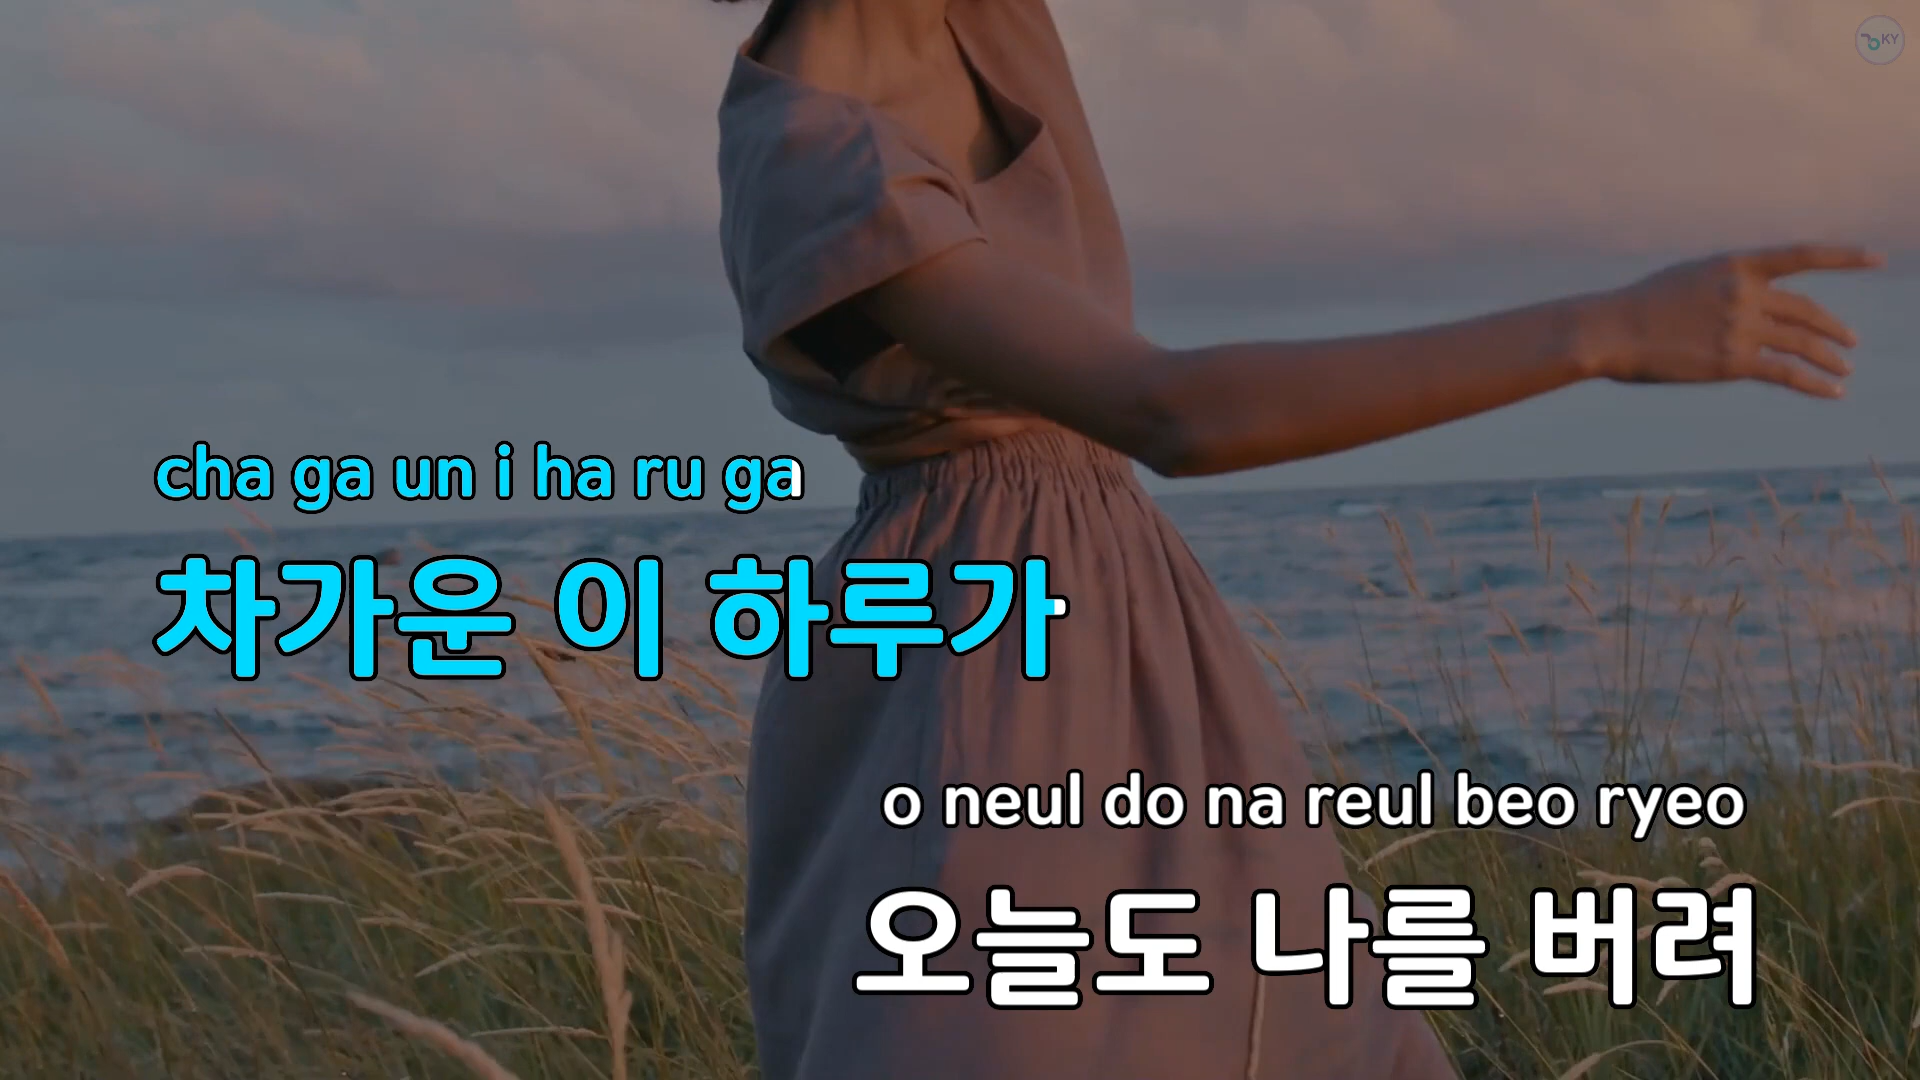 KY
cha ga un i ha ru ga
차가운 이 하루가
o neul do na reul beo ryeo
오늘도 나를 버려